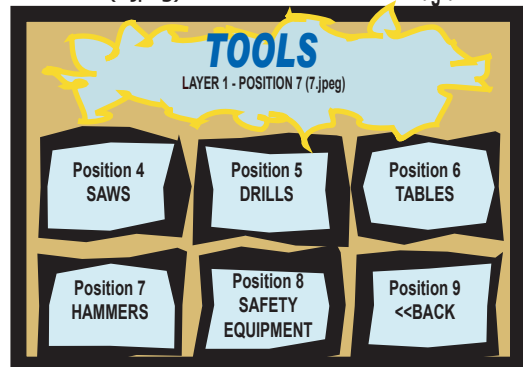 TOOLS
LAYER 1 - POSITION 7 (7.jpeg)
Position 4
SAWS
Position 5
DRILLS
Position 6
TABLES
Position 7
HAMMERS
Position 8
SAFETY
EQUIPMENT
Position 9
<<BACK